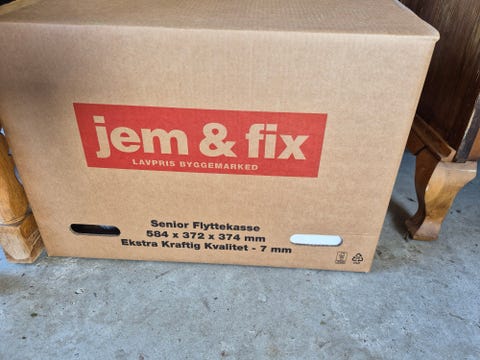 jem & fix
LAVPRIS BYGGEMARKED
Senior Flyttekasse
584 x 372 x 374 mm
Ekstra Kraftig Kvalitet - 7 mm